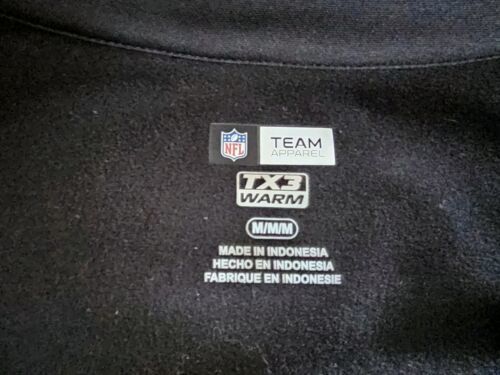 NFL
TEAM
APPAREL
TX3
WARM
M/M/M
MADE IN INDONESIA
HECHO EN INDONESIA
FABRIQUE EN INDONESIE